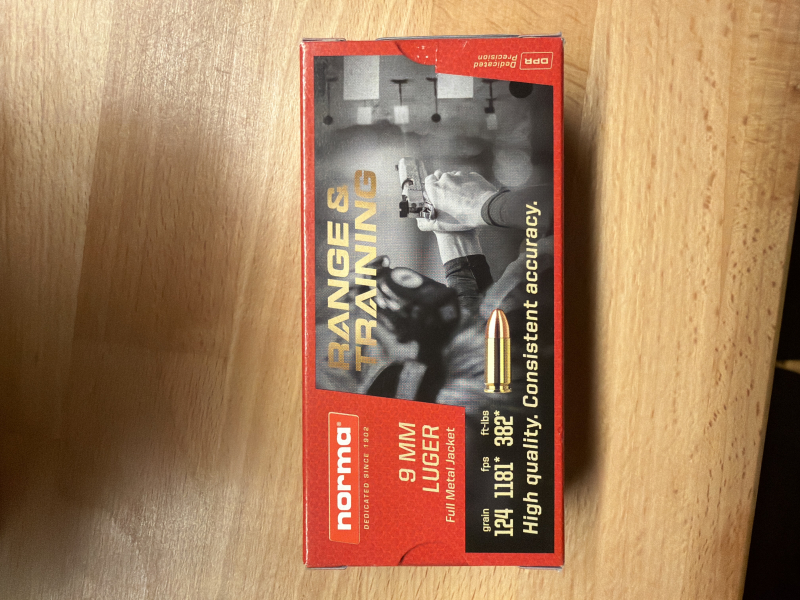 norma®
DEDICATED SINCE 1902
9 MM
LUGER
Full Metal Jacket
grain fps ft-lbs
124 1181* 382*
High quality. Consistent accuracy.
RANGE &
TRAINING
DPR Dedicated
Precision